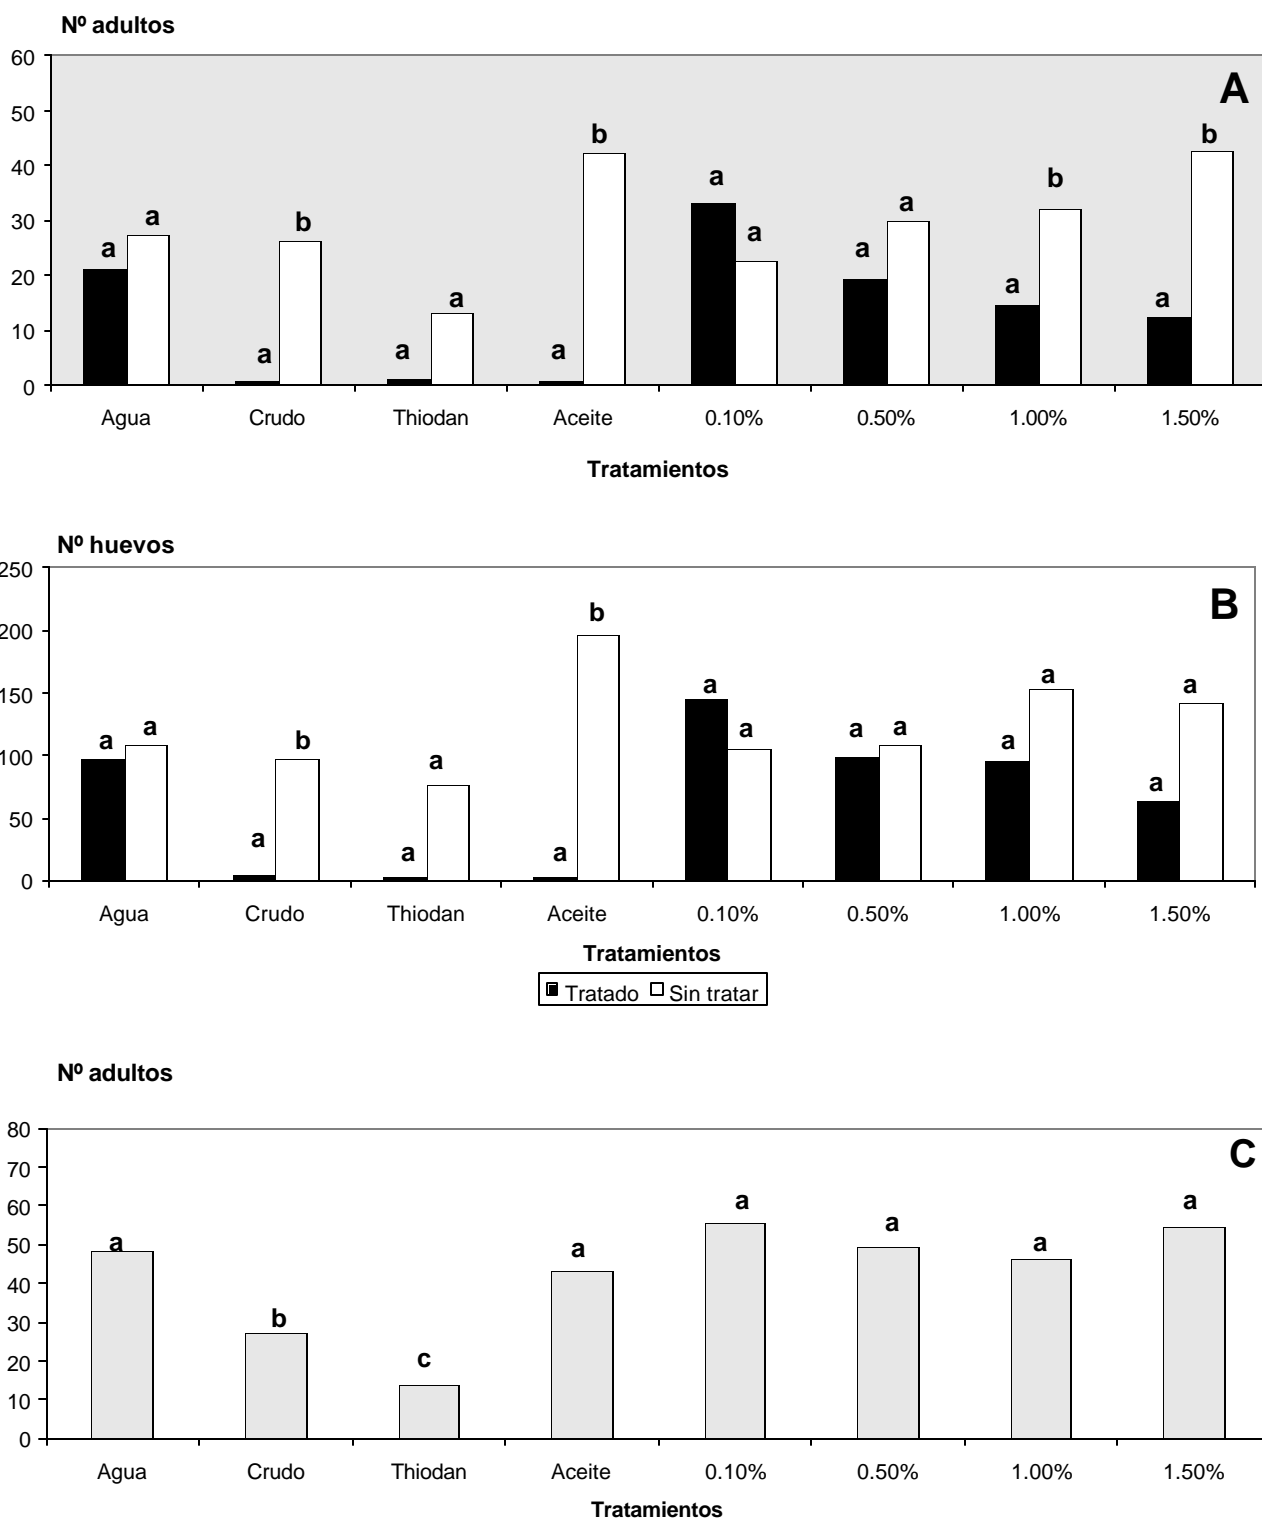 Nº adultos
60
A
50
b
b
40
a
b
30
a
a
b
a
a
a
20
a
a
a
a
10
a
a
0
Agua Crudo Thiodan Aceite 0.10% 0.50% 1.00% 1.50%
Tratamientos
Nº huevos
250
B
200
b
150
a
a
a
a
a
a
b
a
a
a
100
a
a
50
a
a
a
0
Agua Crudo Thiodan Aceite 0.10% 0.50% 1.00% 1.50%
Tratamientos
Tratado Sin tratar
Nº adultos
80
C
70
60
a
a
a
50
a
a
a
40
30
b
20
c
10
0
Agua Crudo Thiodan Aceite 0.10% 0.50% 1.00% 1.50%
Tratamientos